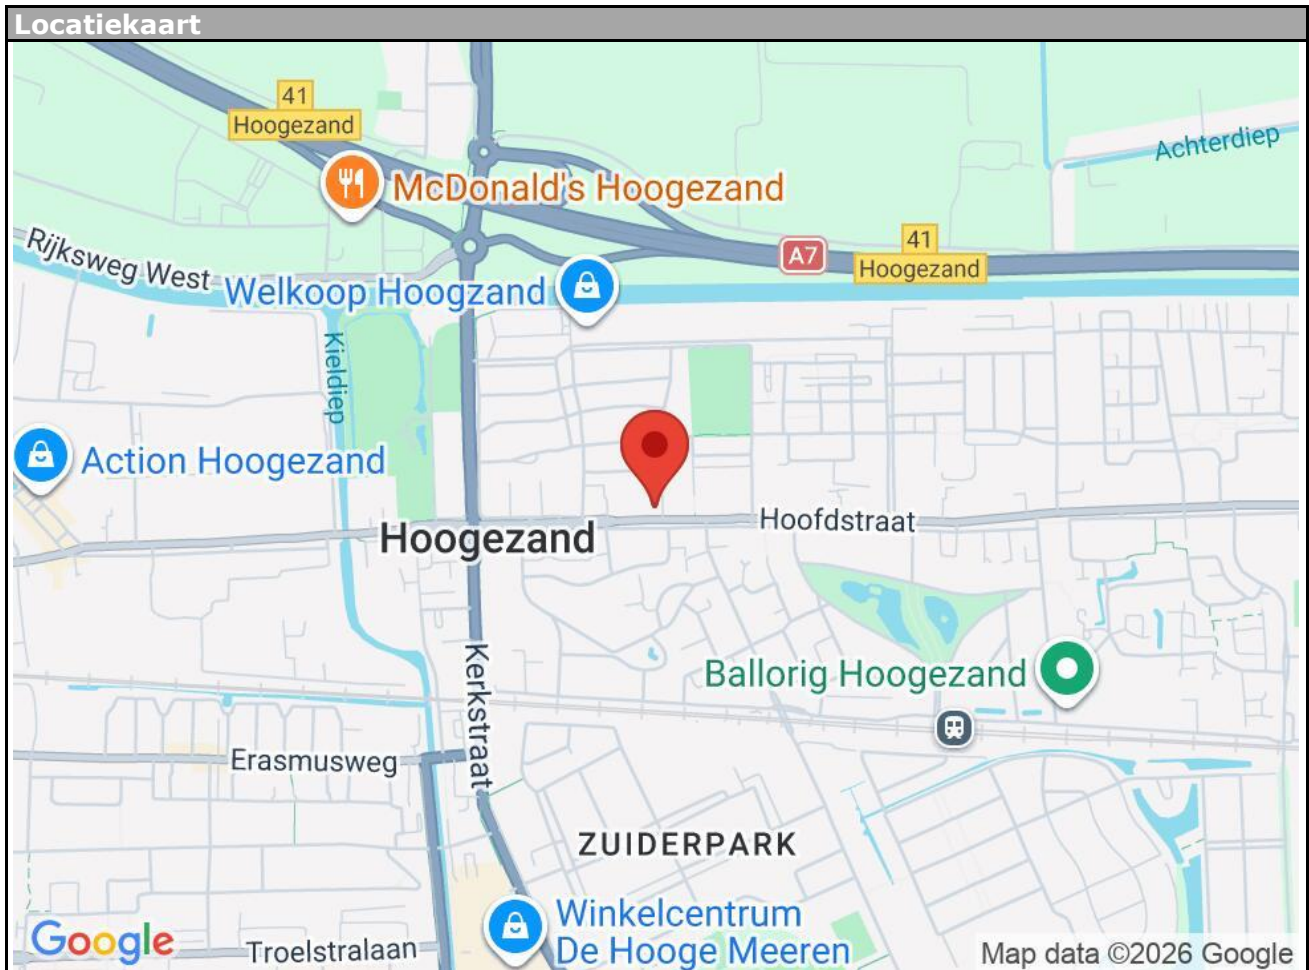 Locatiekaart
41
Hoogezand
McDonald's Hoogezand
Achterdiep
A7
41
Hoogezand
Rijksweg West
Welkoop Hoogzand
Kieldiep
Action Hoogezand
Hoogezand
Hoofdstraat
Kerkstraat
Ballorig Hoogezand
Erasmusweg
ZUIDERPARK
Winkelcentrum
De Hooge Meeren
Google
Troelstralaan
Map data ©2026 Google